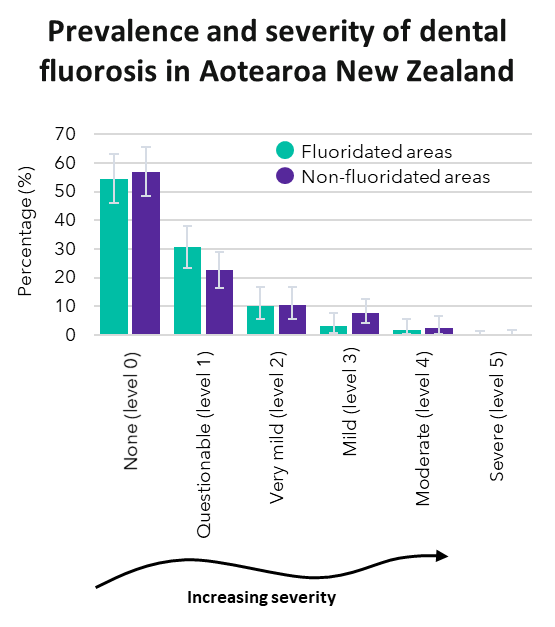 Prevalence and severity of dental
fluorosis in Aotearoa New Zealand
70
60
50
40
30
20
10
0
Percentage (%)
Fluoridated areas
Non-fluoridated areas
None (level 0)
Questionable (level 1)
Very mild (level 2)
Mild (level 3)
Moderate (level 4)
Severe (level 5)
Increasing severity